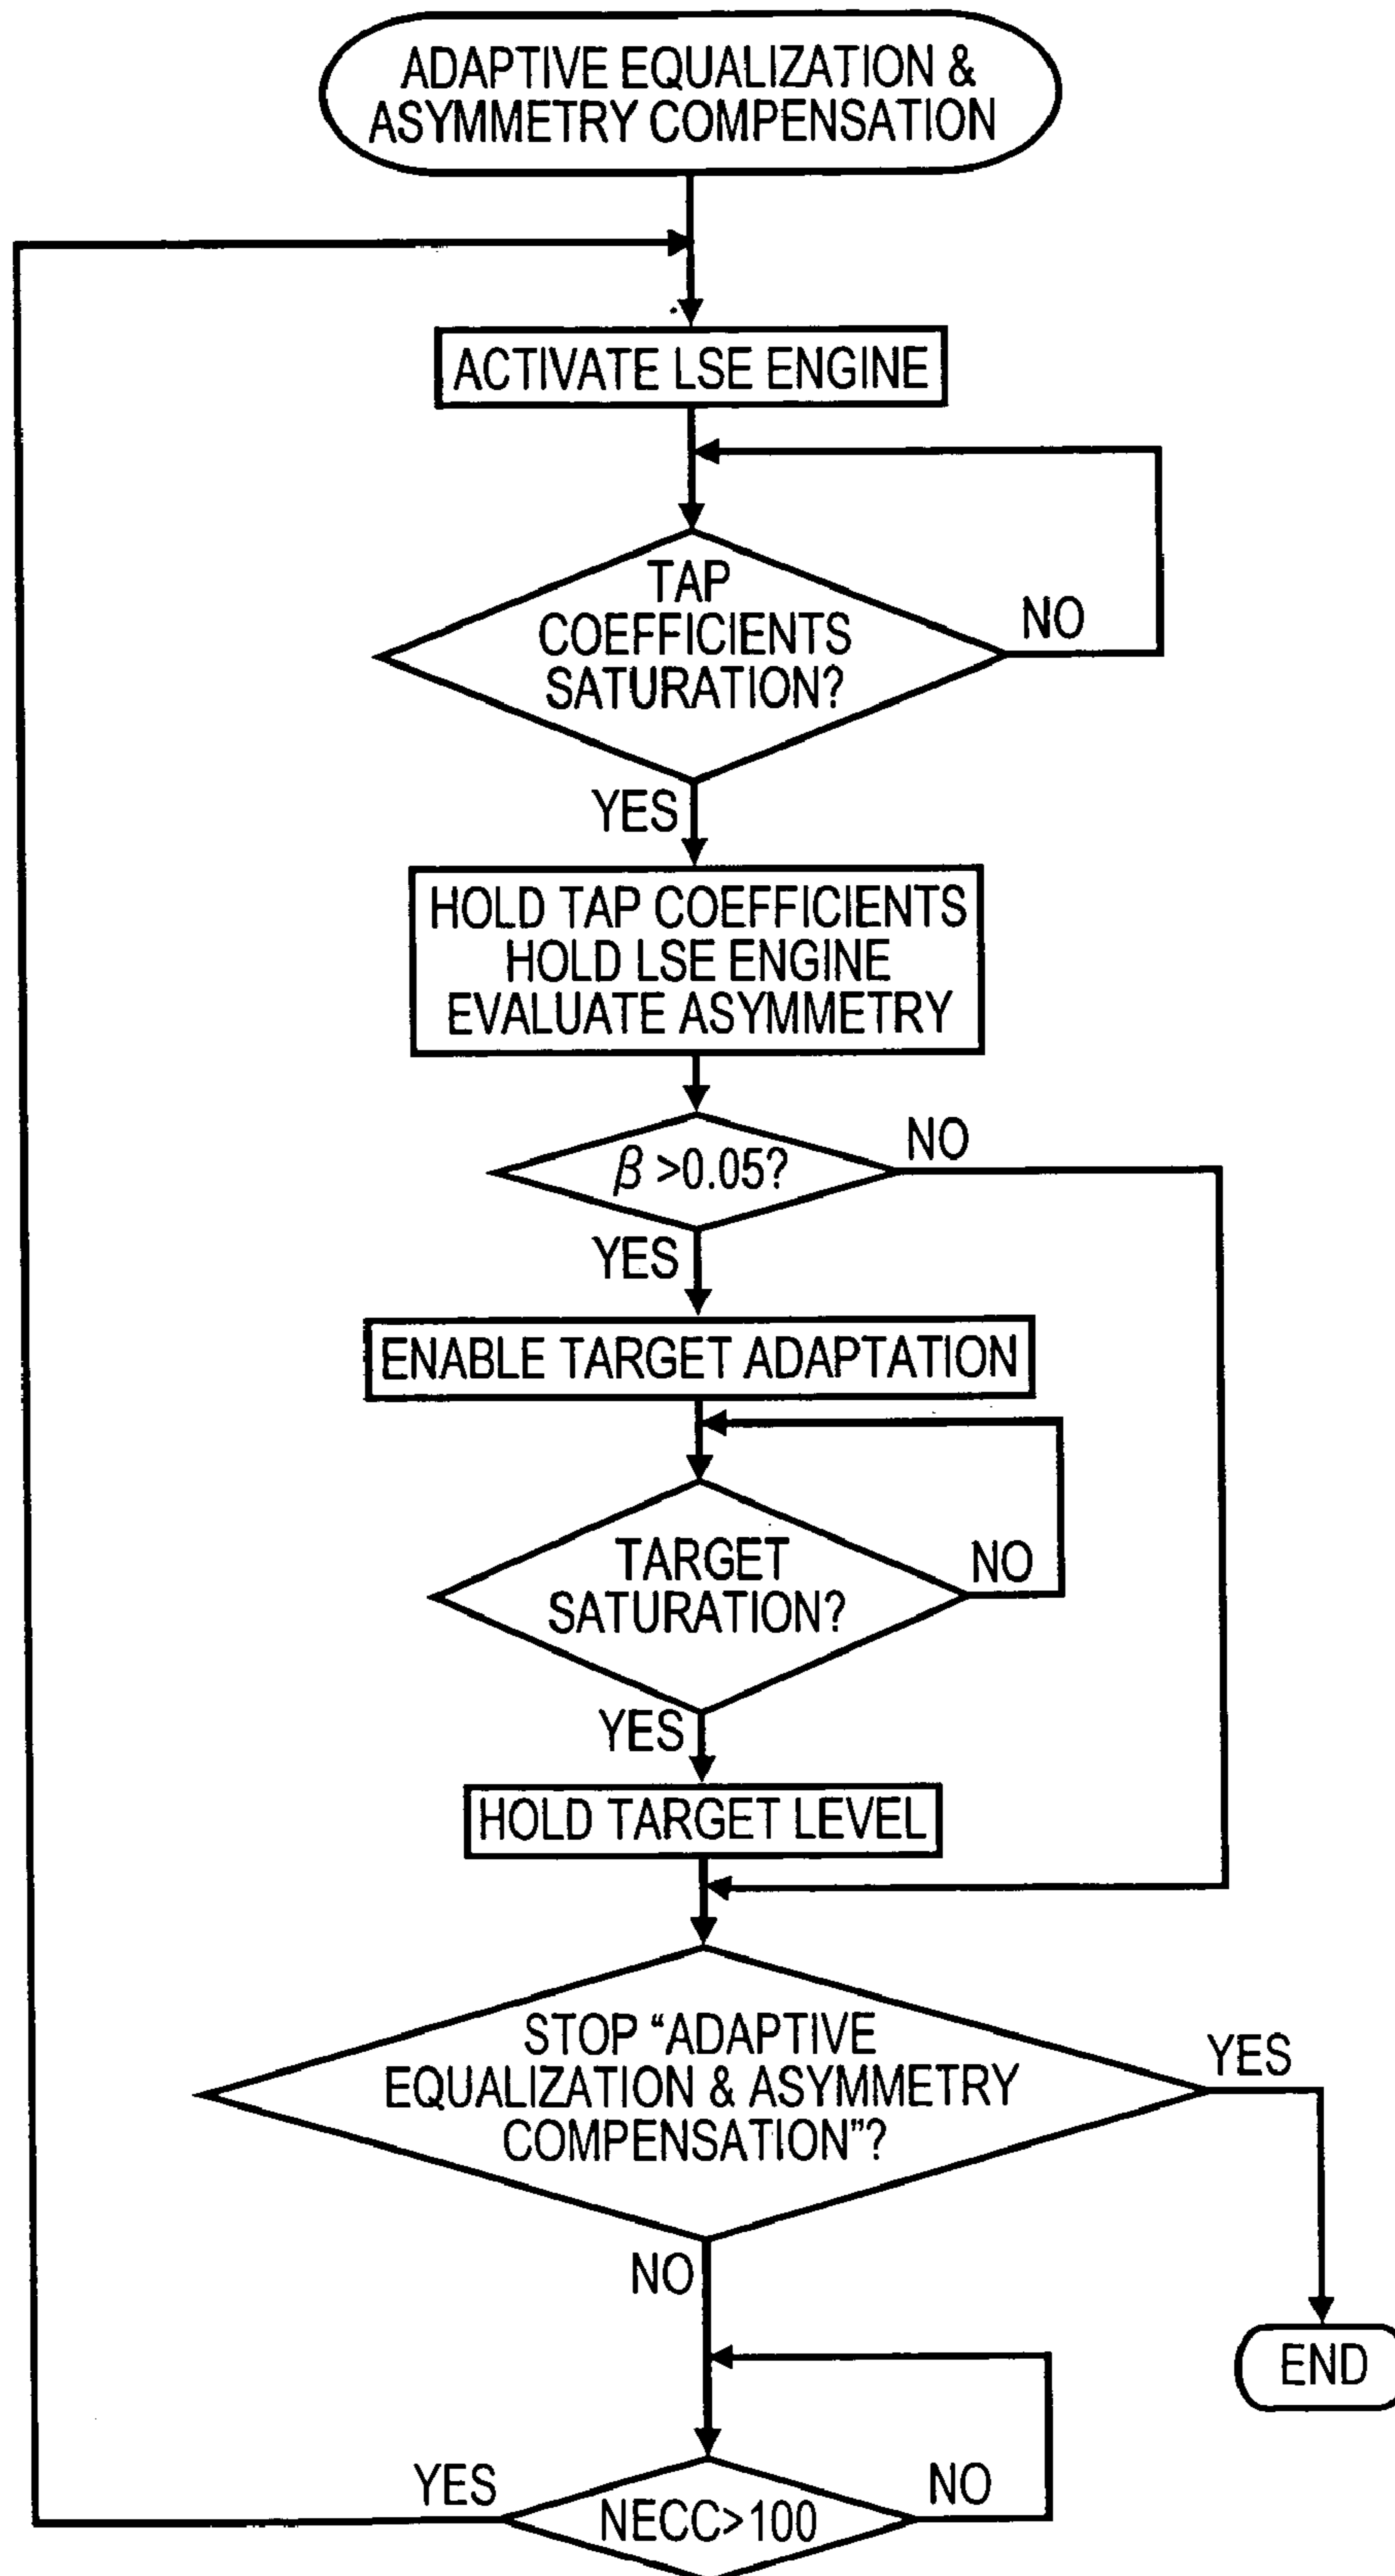 ADAPTIVE EQUALIZATION &
ASYMMETRY COMPENSATION
ACTIVATE LSE ENGINE
TAP
COEFFICIENTS
SATURATION?
NO
YES
HOLD TAP COEFFICIENTS
HOLD LSE ENGINE
EVALUATE ASYMMETRY
β >0.05?
NO
YES
ENABLE TARGET ADAPTATION
TARGET
SATURATION?
NO
YES
HOLD TARGET LEVEL
STOP “ADAPTIVE
EQUALIZATION & ASYMMETRY
COMPENSATION”?
YES
NO
END
YES
NECC>100
NO